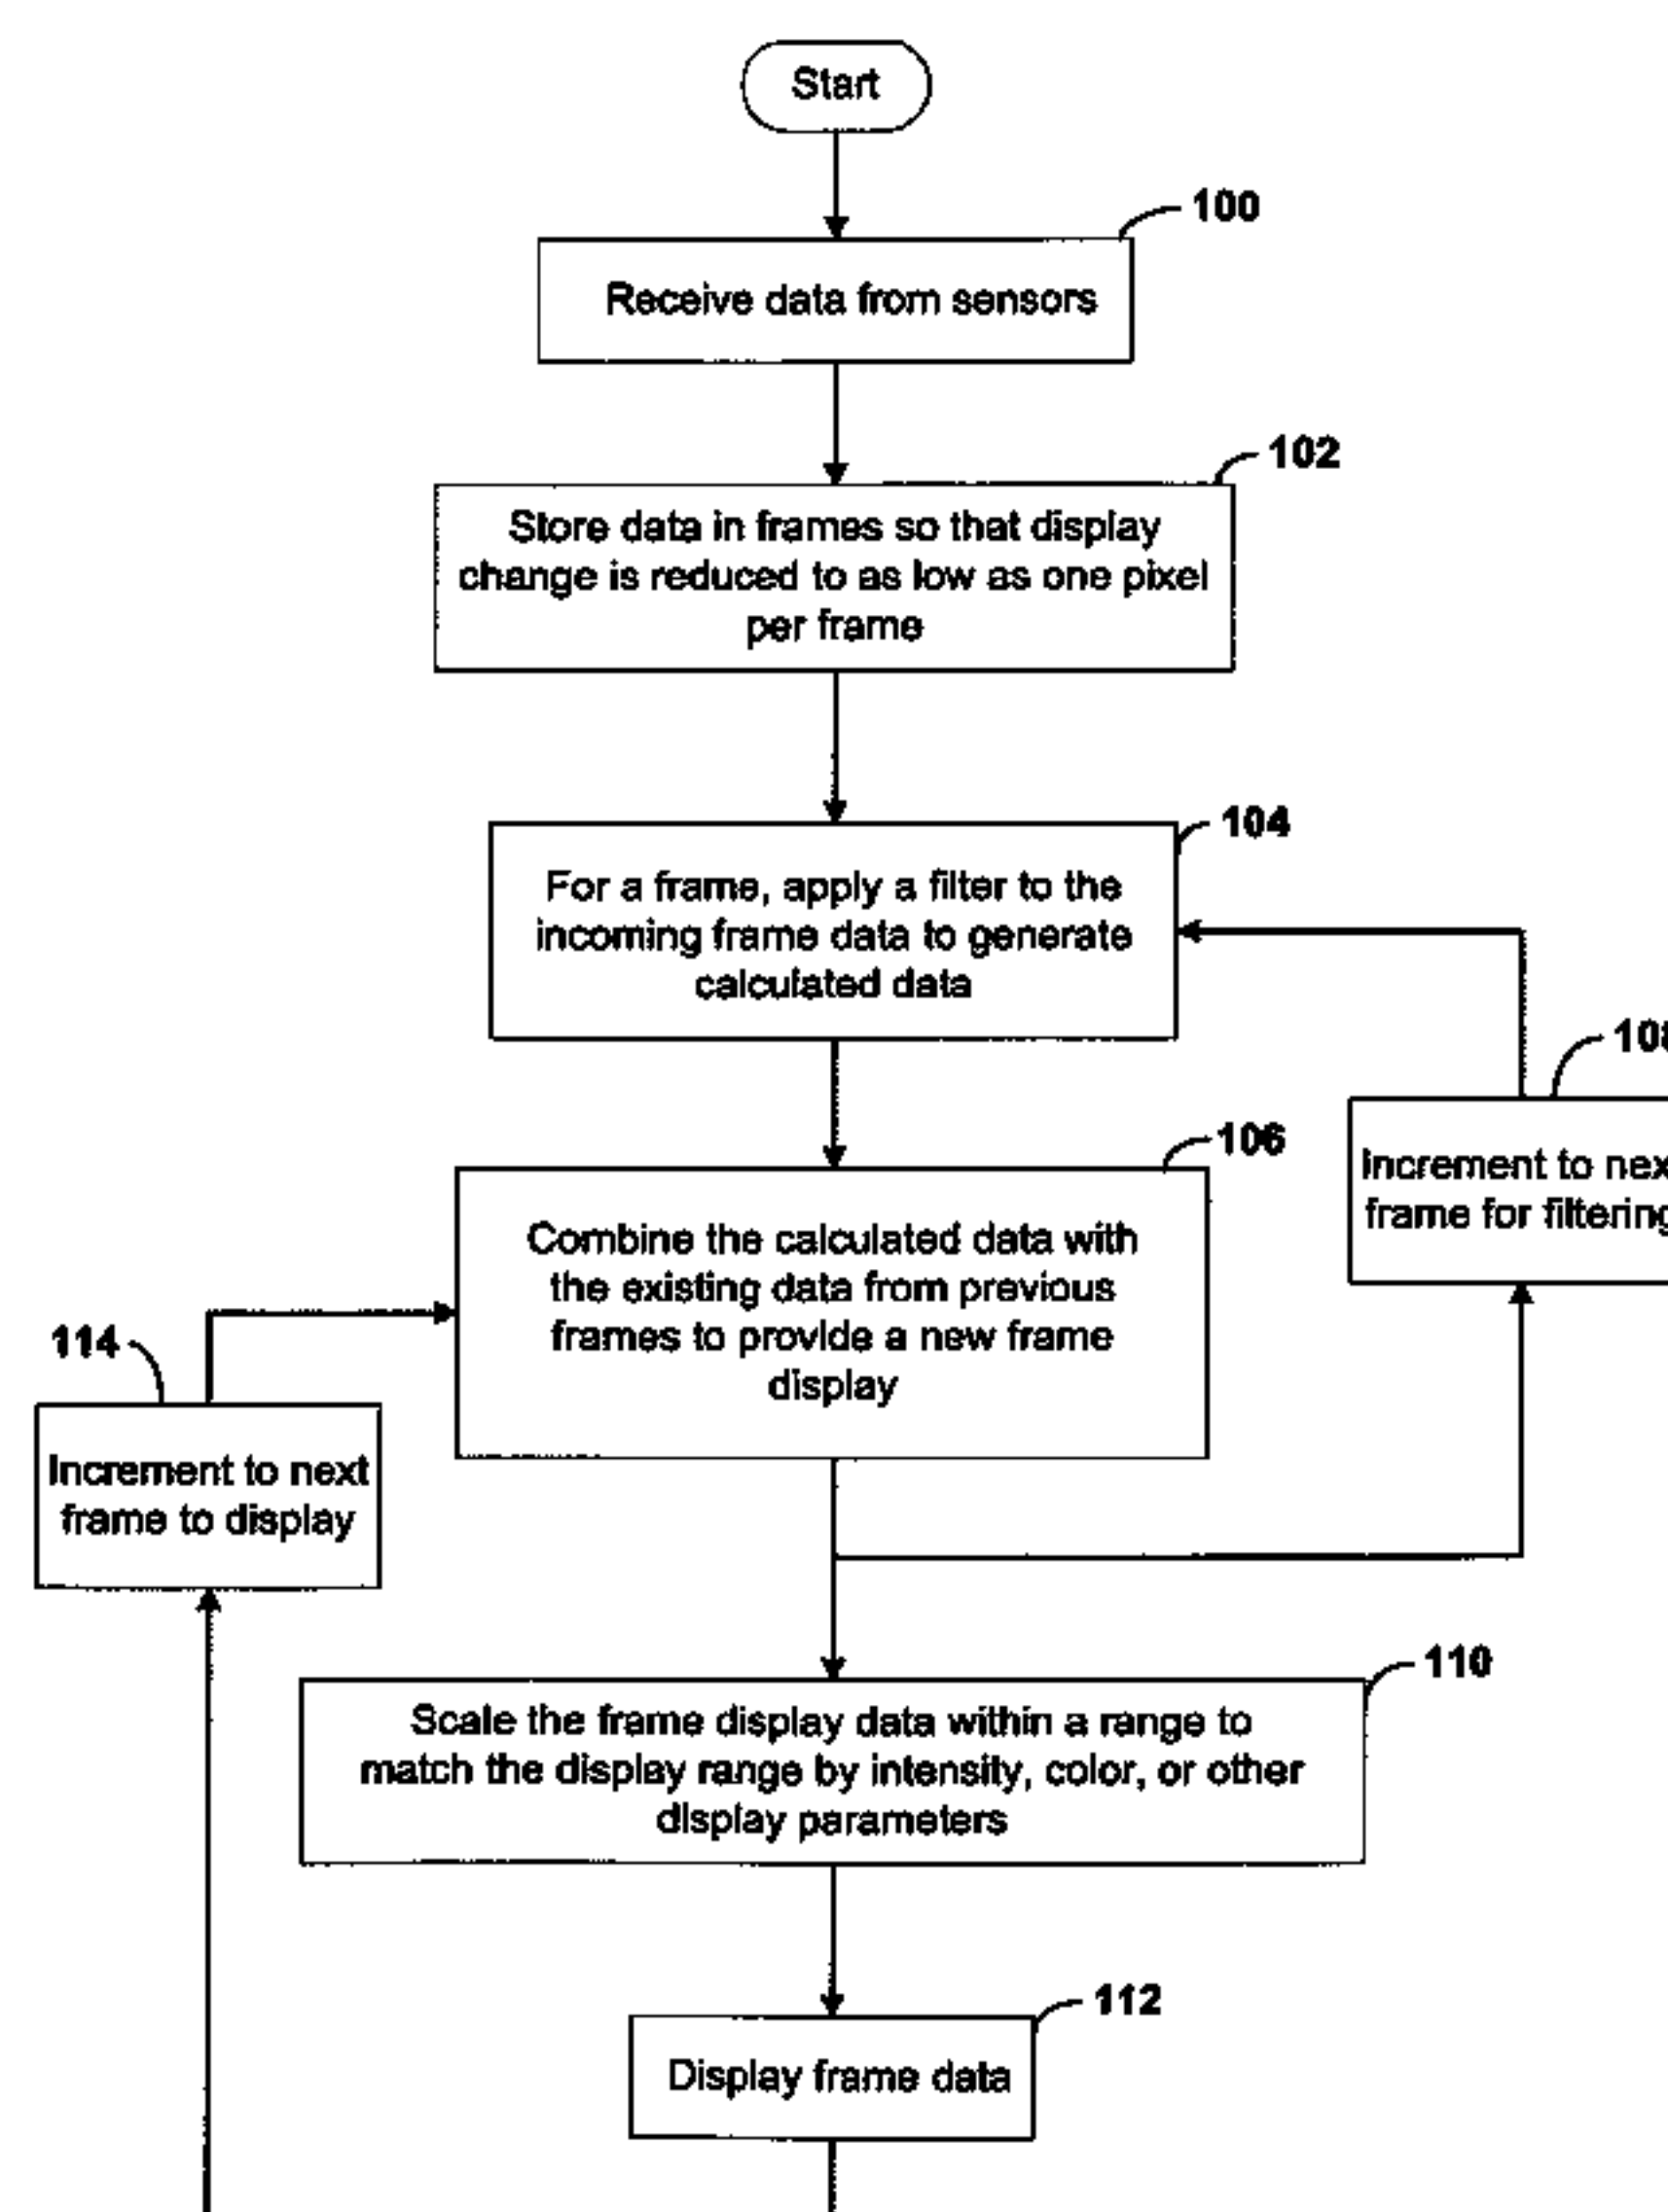 Start
100
Receive data from sensors
102
Store data in frames so that display
change is reduced to as low as one pixel
per frame
104
For a frame, apply a filter to the
incoming frame data to generate
calculated data
106
Combine the calculated data with
the existing data from previous
frames to provide a new frame
display
Increment to
frame for
114
Increment to next
frame to display
110
Scale the frame display data within a range to
match the display range by intensity, color, or other
display parameters
112
Display frame data